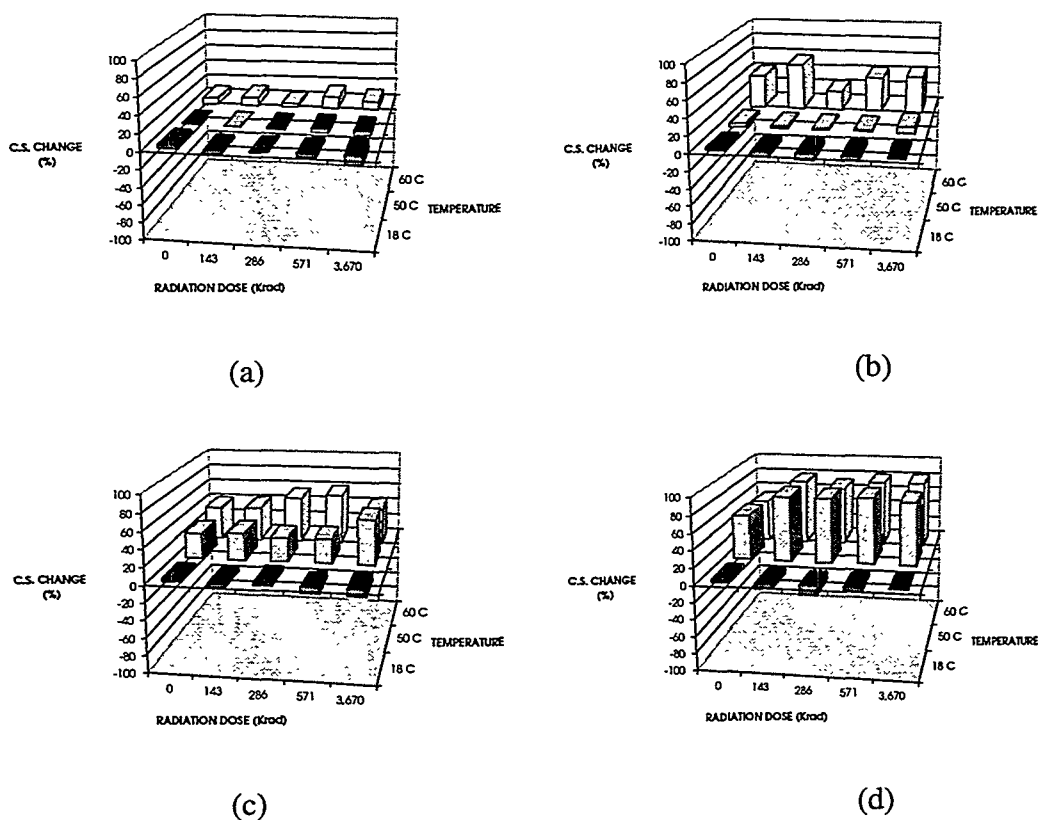 100
80
60
40
20
0
-20
-40
-60
-80
-100
C.S. CHANGE
(%)
60 C
50 C
18 C
TEMPERATURE
0 143 286 571 3,670
RADIATION DOSE (Krad)
(a)
100
80
60
40
20
0
-20
-40
-60
-80
-100
C.S. CHANGE
(%)
60 C
50 C
18 C
TEMPERATURE
0 143 286 571 3,670
RADIATION DOSE (Krad)
(b)
100
80
60
40
20
0
-20
-40
-60
-80
-100
C.S. CHANGE
(%)
60 C
50 C
18 C
TEMPERATURE
0 143 286 571 3,670
RADIATION DOSE (Krad)
(c)
100
80
60
40
20
0
-20
-40
-60
-80
-100
C.S. CHANGE
(%)
60 C
50 C
18 C
TEMPERATURE
0 143 286 571 3,670
RADIATION DOSE (Krad)
(d)